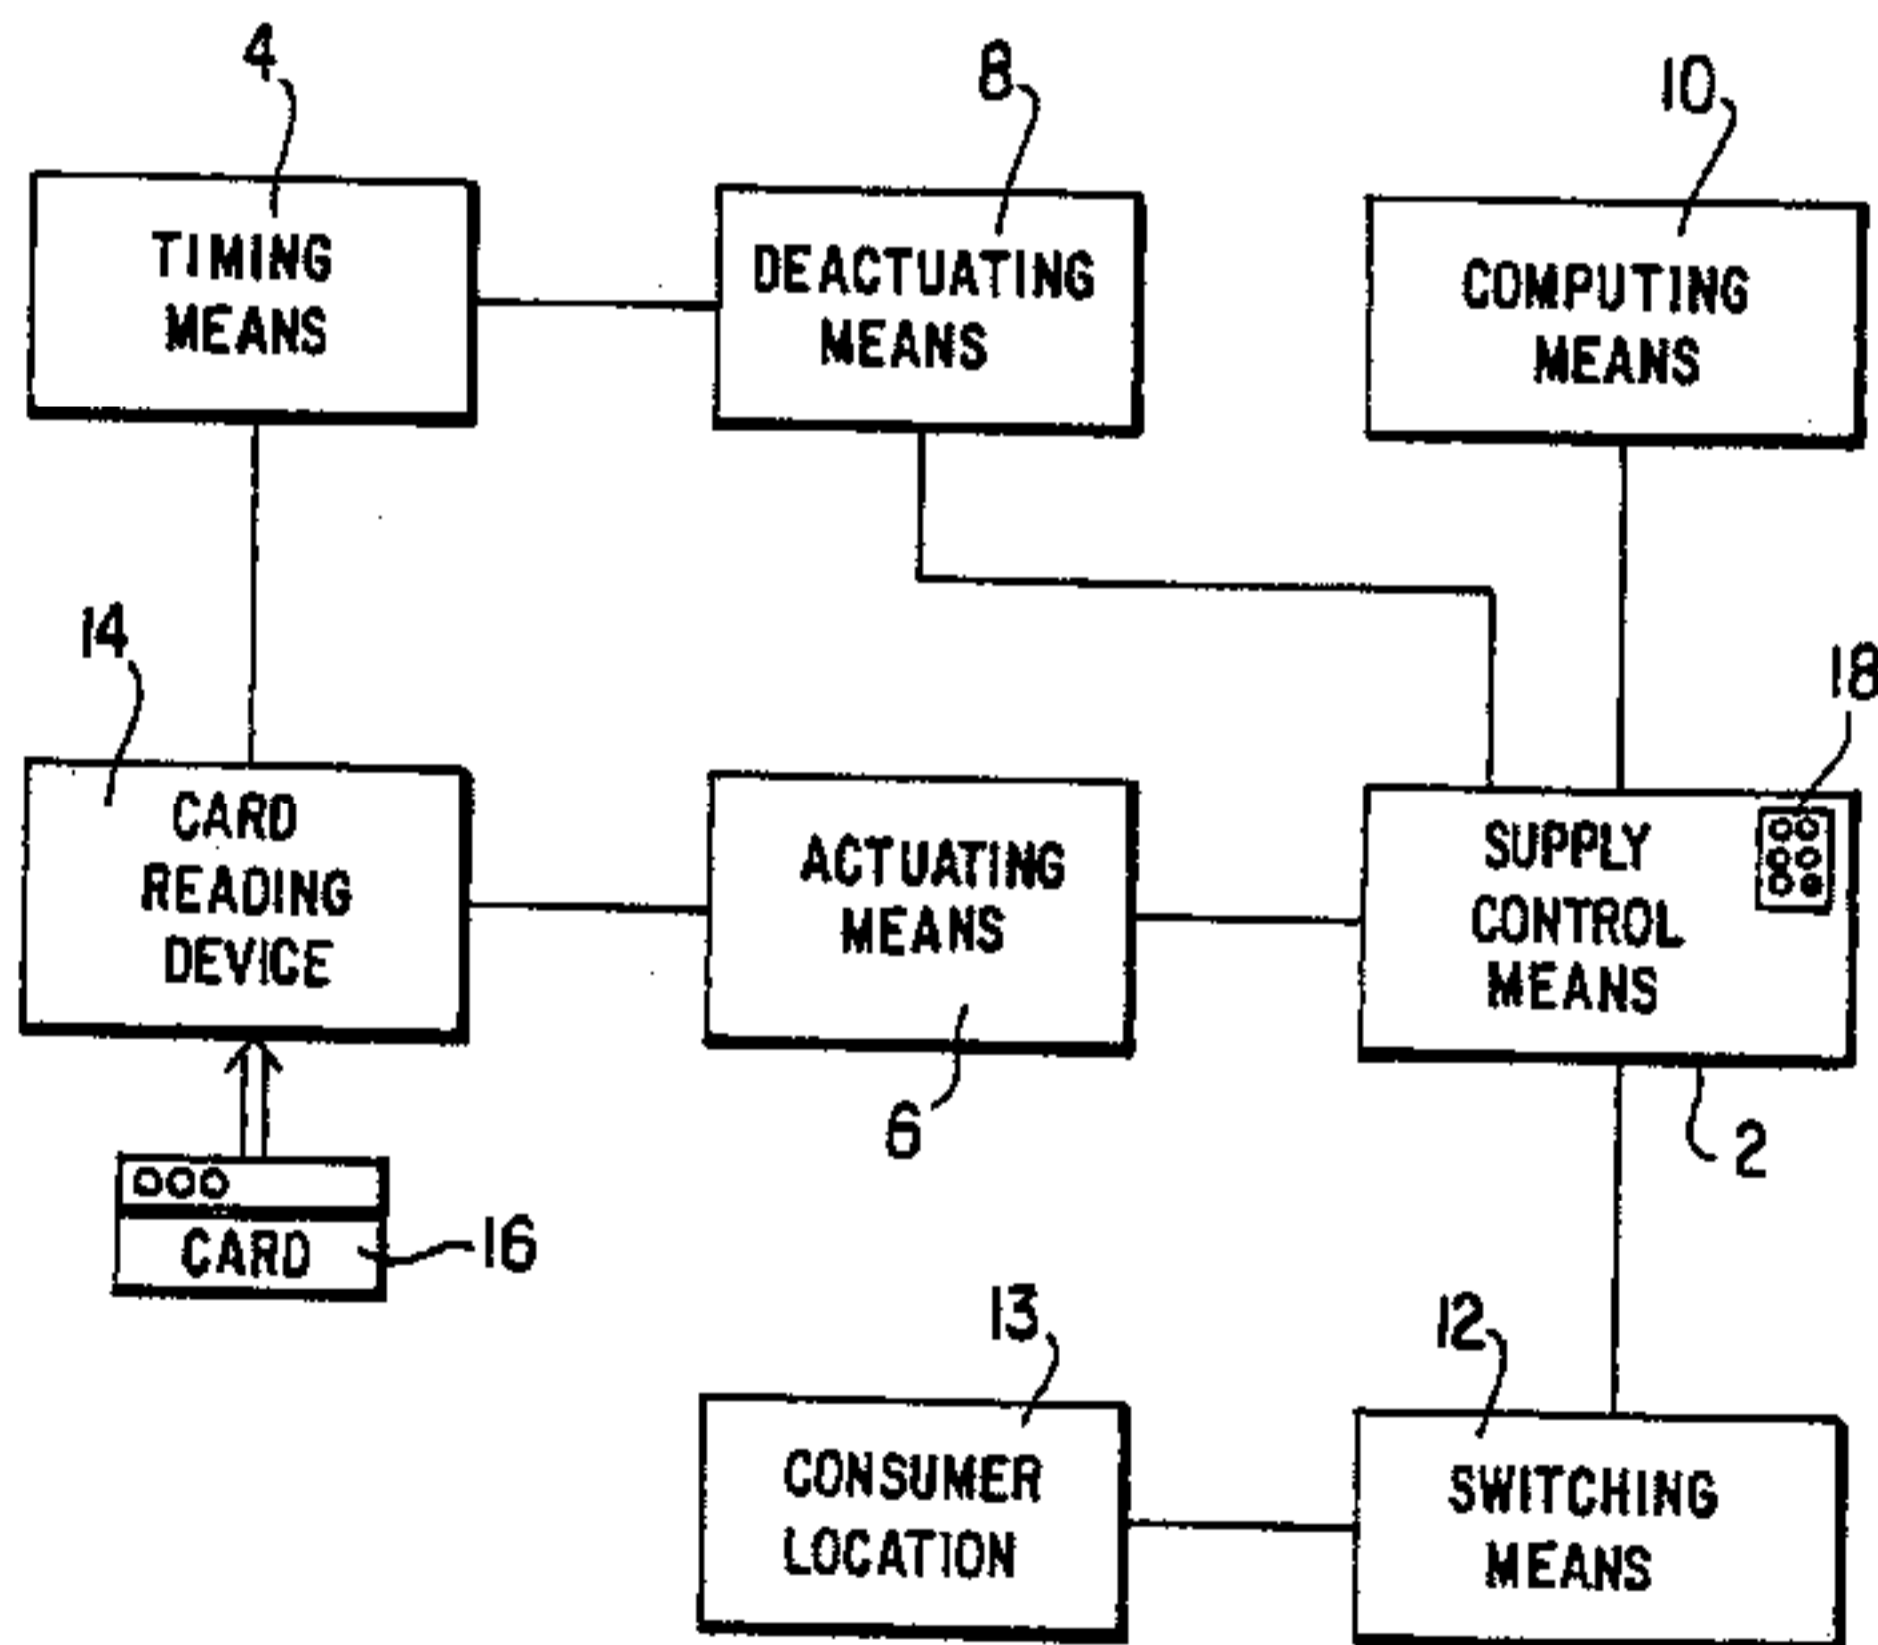 4
8
10
TIMING
MEANS
DEACTUATING
MEANS
COMPUTING
MEANS
14
18
CARD
READING
DEVICE
ACTUATING
MEANS
SUPPLY
CONTROL
MEANS
6
2
CARD
16
13
12
CONSUMER
LOCATION
SWITCHING
MEANS